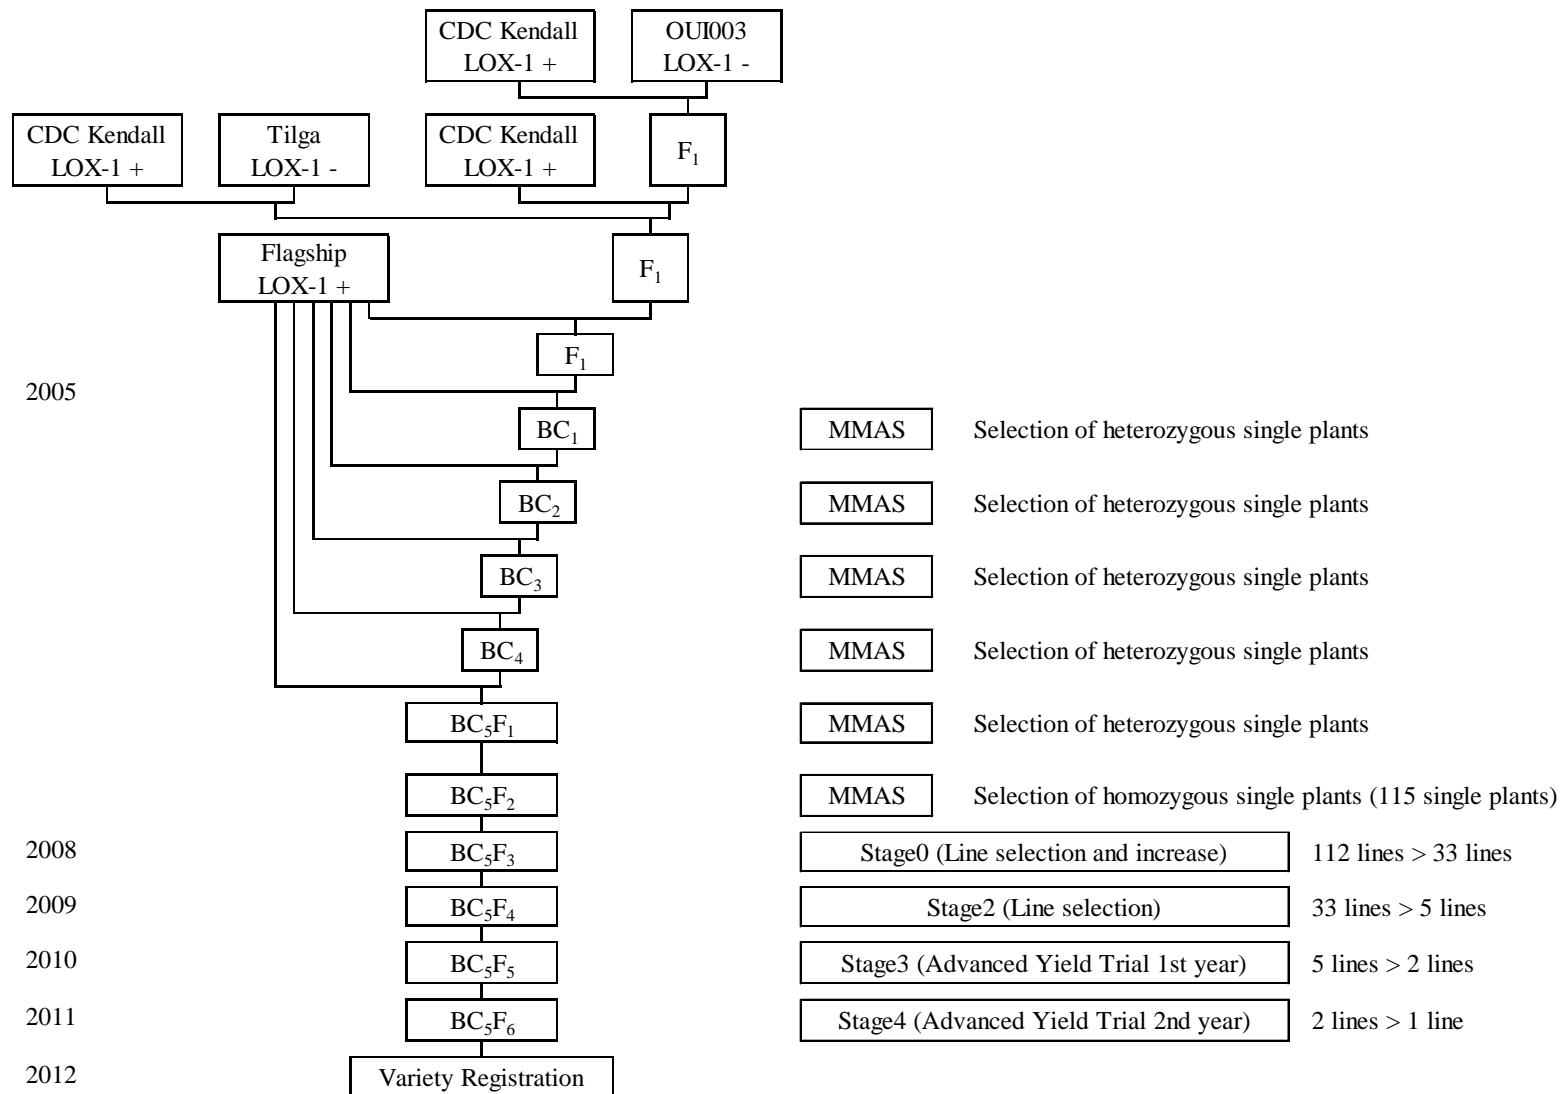 CDC Kendall
LOX-1 +
OUI003
LOX-1 -
CDC Kendall
LOX-1 +
Tilga
LOX-1 -
CDC Kendall
LOX-1 +
F₁
Flagship
LOX-1 +
F₁
F₁
2005
BC₁
MMAS
Selection of heterozygous single plants
BC₂
MMAS
Selection of heterozygous single plants
BC₃
MMAS
Selection of heterozygous single plants
BC₄
MMAS
Selection of heterozygous single plants
BC₅F₁
MMAS
Selection of heterozygous single plants
BC₅F₂
MMAS
Selection of homozygous single plants (115 single plants)
2008
BC₅F₃
Stage0 (Line selection and increase)
112 lines > 33 lines
2009
BC₅F₄
Stage2 (Line selection)
33 lines > 5 lines
2010
BC₅F₅
Stage3 (Advanced Yield Trial 1st year)
5 lines > 2 lines
2011
BC₅F₆
Stage4 (Advanced Yield Trial 2nd year)
2 lines > 1 line
2012
Variety Registration